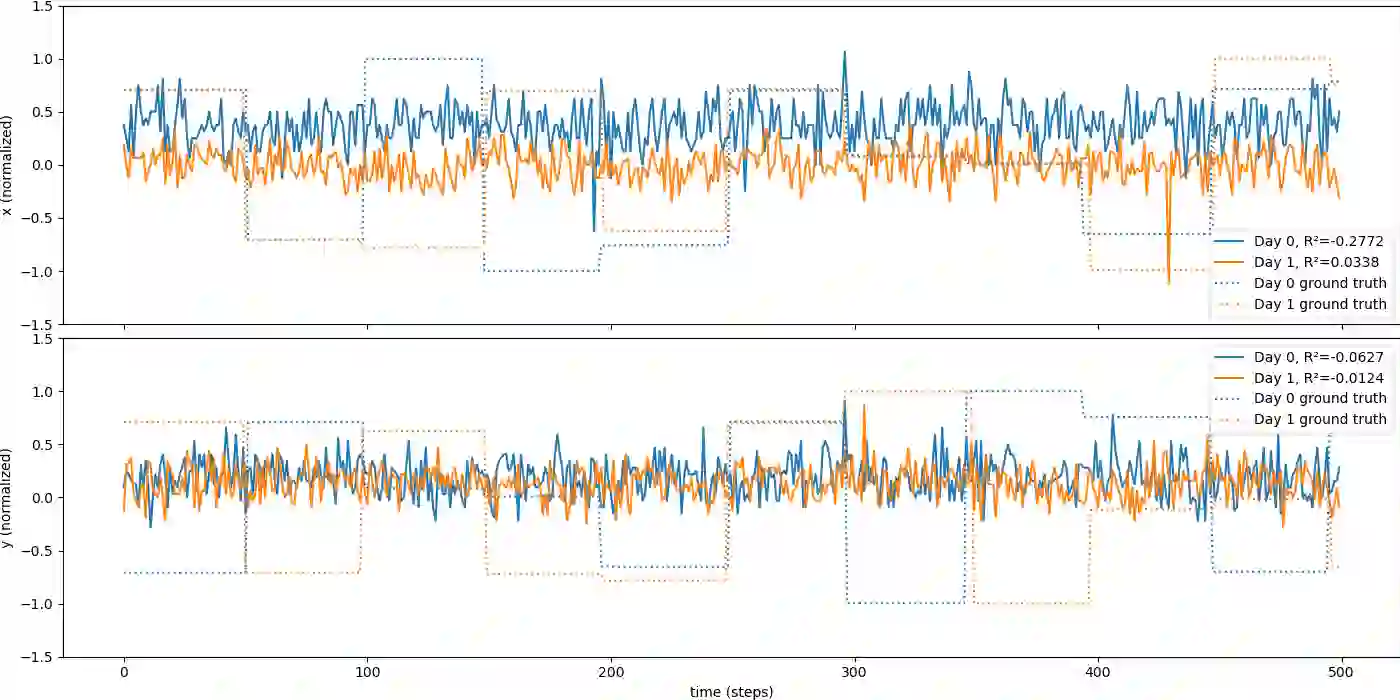 1.5
1.0
0.5
0.0
−0.5
−1.0
−1.5
x (normalized)
Day 0, R²=-0.2772
Day 1, R²=0.0338
Day 0 ground truth
Day 1 ground truth
1.5
1.0
0.5
0.0
−0.5
−1.0
−1.5
y (normalized)
Day 0, R²=-0.0627
Day 1, R²=-0.0124
Day 0 ground truth
Day 1 ground truth
0 100 200 300 400 500
time (steps)